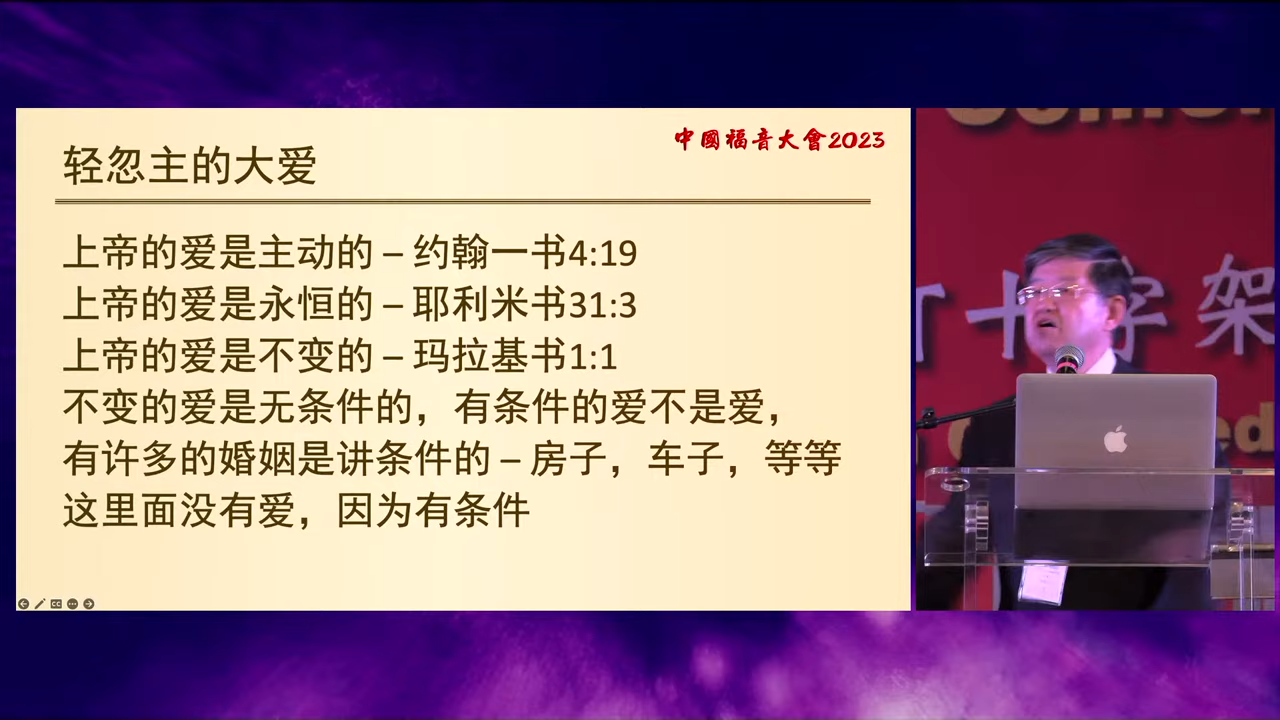 中國福音大會2023
轻忽主的大爱
上帝的爱是主动的 – 约翰一书4:19
上帝的爱是永恒的 – 耶利米书31:3
上帝的爱是不变的 – 玛拉基书1:1
不变的爱是无条件的，有条件的爱不是爱，
有许多的婚姻是讲条件的 – 房子，车子，等等
这里面没有爱，因为有条件
十字架